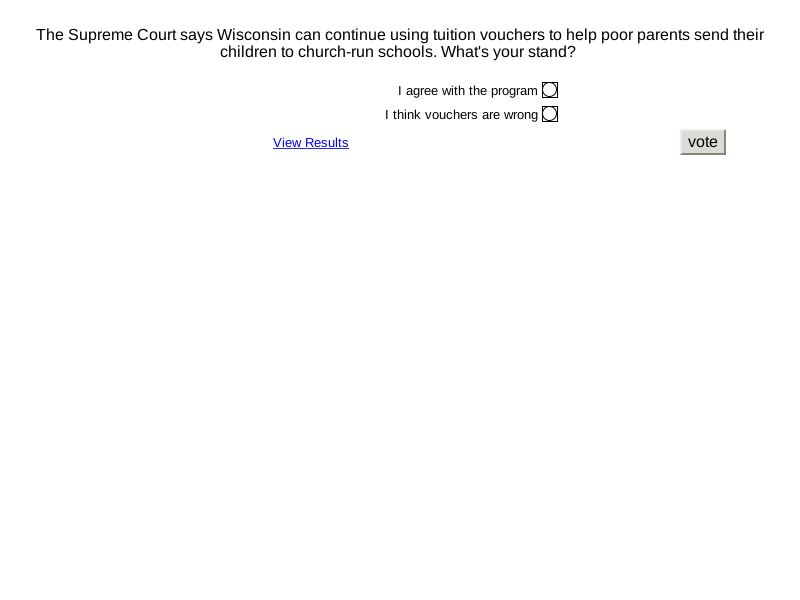 The Supreme Court says Wisconsin can continue using tuition vouchers to help poor parents send their
children to church-run schools. What's your stand?
I agree with the program
I think vouchers are wrong
View Results
vote